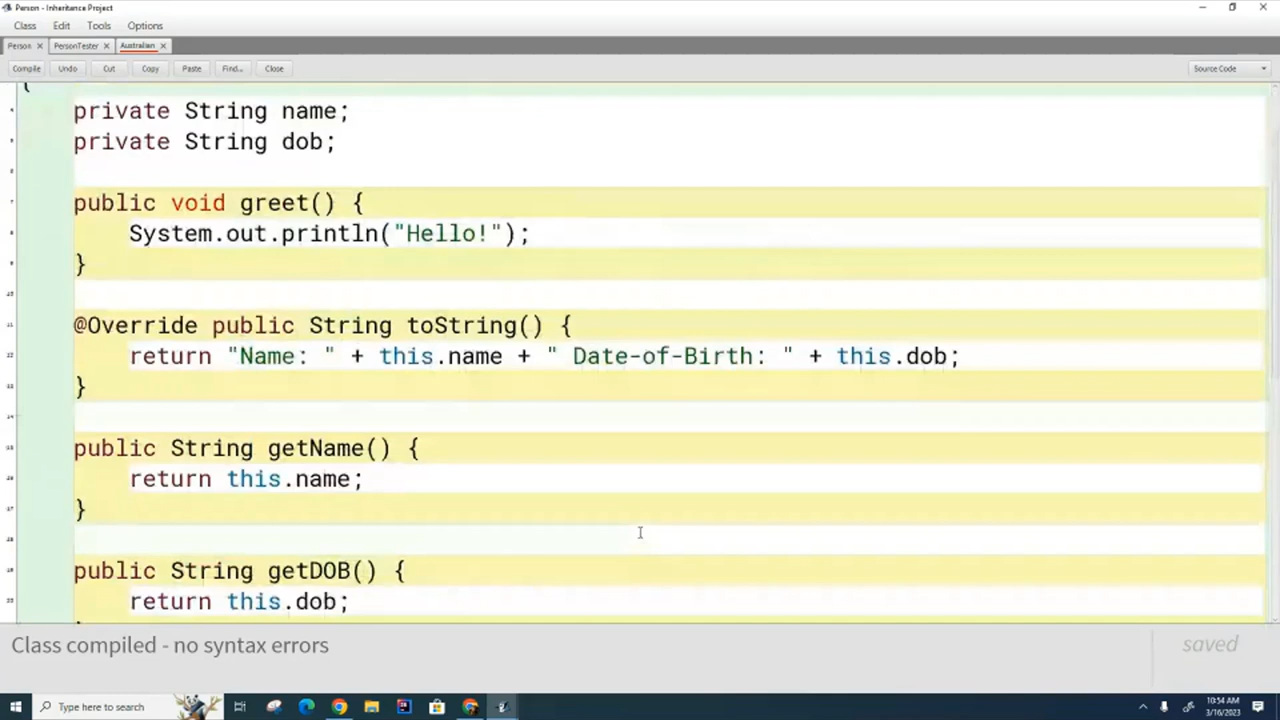 Person - Inheritance Project
Class Edit Tools Options
Person PersonTester Australian
Compile Undo Cut Copy Paste Find... Close Source Code
{
private String name;
private String dob;
public void greet() {
System.out.println("Hello!");
}
@Override public String toString() {
return "Name: " + this.name + " Date-of-Birth: " + this.dob;
}
public String getName() {
return this.name;
}
public String getDOB() {
return this.dob;
Class compiled - no syntax errors saved
Type here to search
10:54 AM
3/16/2023